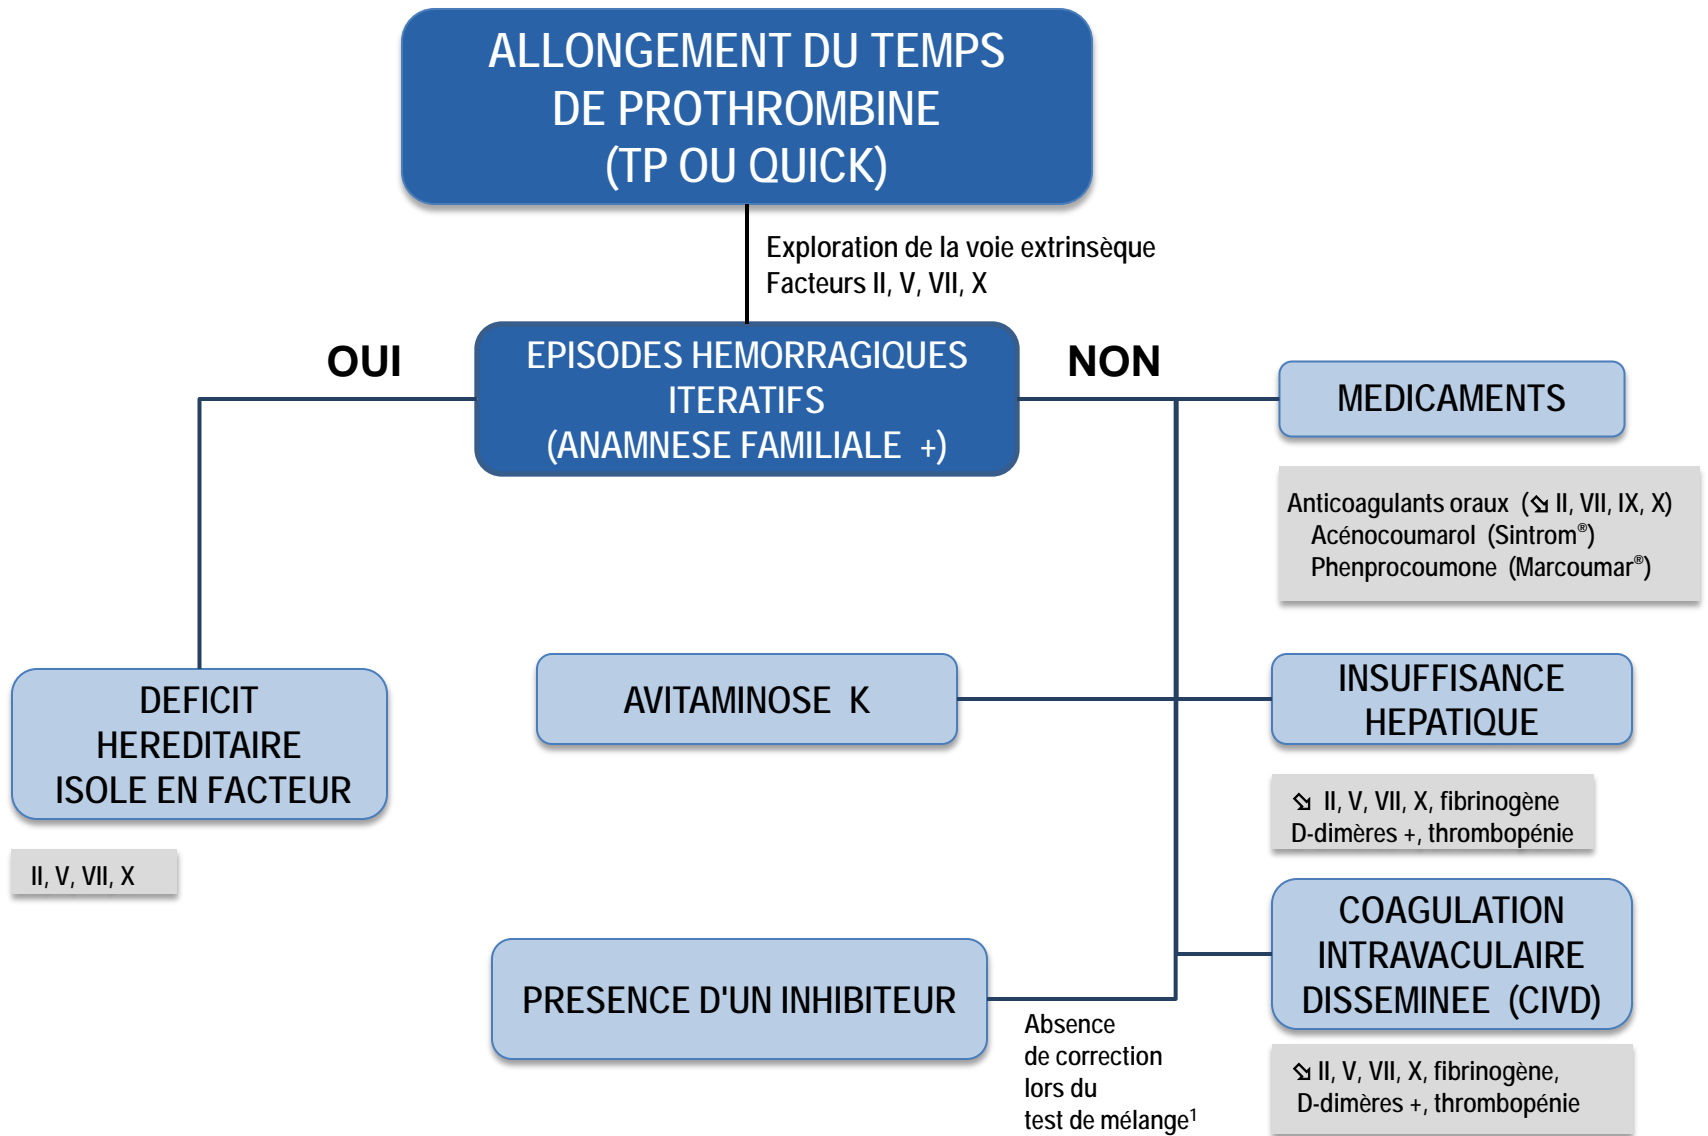 ALLONGEMENT DU TEMPS
DE PROTHROMBINE
(TP OU QUICK)
Exploration de la voie extrinsèque
Facteurs II, V, VII, X
OUI
EPISODES HEMORRAGIQUES
ITERATIFS
(ANAMNESE FAMILIALE +)
NON
MEDICAMENTS
Anticoagulants oraux (⇘ II, VII, IX, X)
Acénocoumarol (Sintrom®)
Phenprocoumone (Marcoumar®)
DEFICIT
HEREDITAIRE
ISOLE EN FACTEUR
II, V, VII, X
AVITAMINOSE K
INSUFFISANCE
HEPATIQUE
⇘ II, V, VII, X, fibrinogène
D-dimères +, thrombopénie
PRESENCE D'UN INHIBITEUR
Absence
de correction
lors du
test de mélange¹
COAGULATION
INTRAVACULAIRE
DISSEMINEE (CIVD)
⇘ II, V, VII, X, fibrinogène,
D-dimères +, thrombopénie